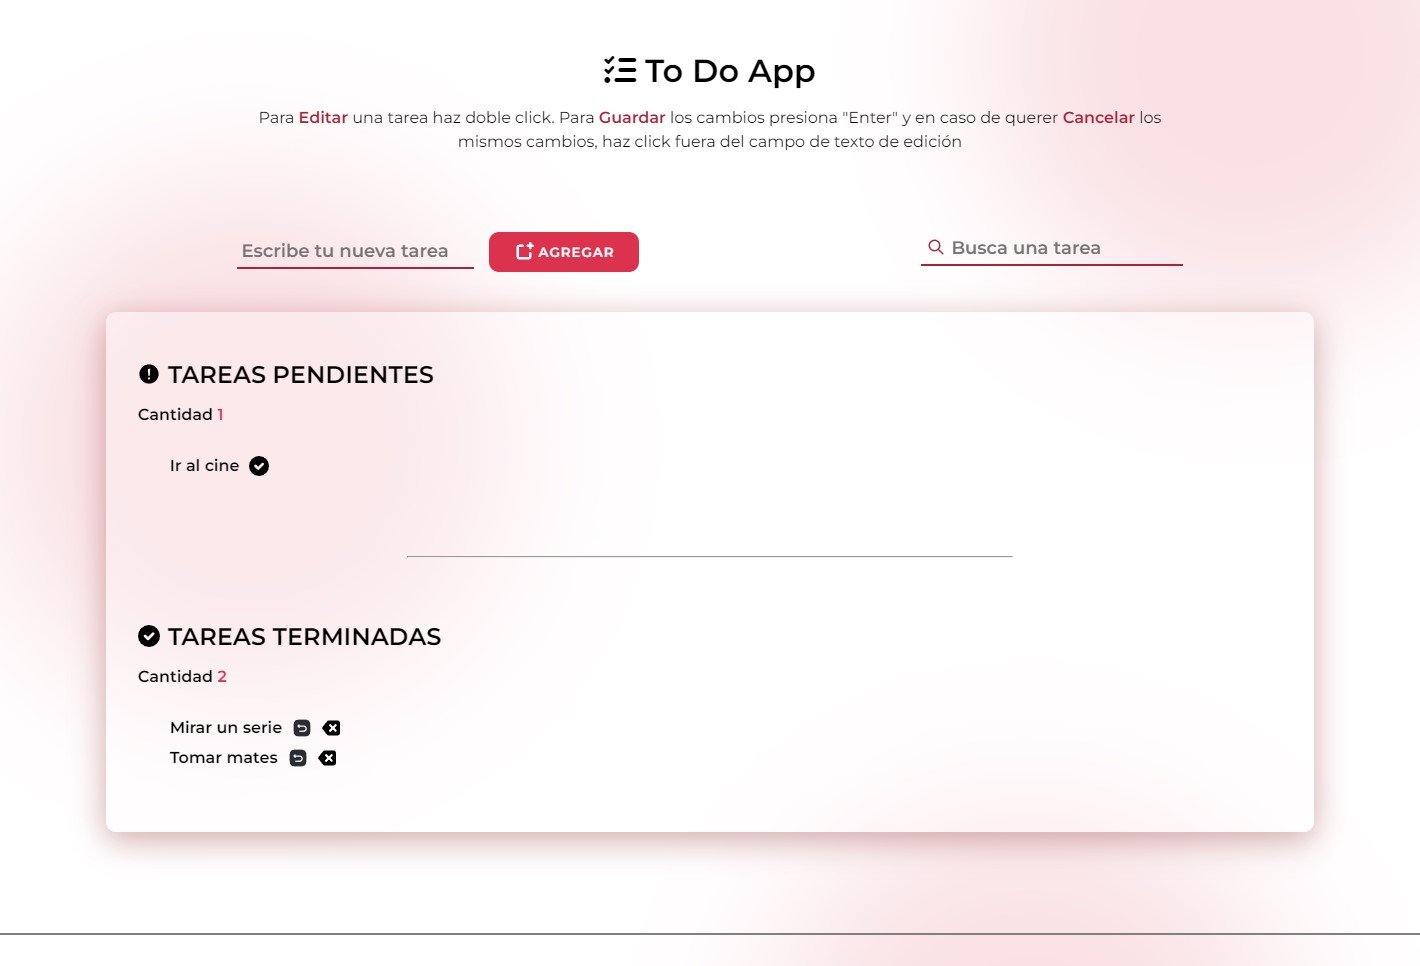 To Do App
Para Editar una tarea haz doble click. Para Guardar los cambios presiona "Enter" y en caso de querer Cancelar los
mismos cambios, haz click fuera del campo de texto de edición
Escribe tu nueva tarea
AGREGAR
Busca una tarea
TAREAS PENDIENTES
Cantidad 1
Ir al cine
TAREAS TERMINADAS
Cantidad 2
Mirar un serie
Tomar mates